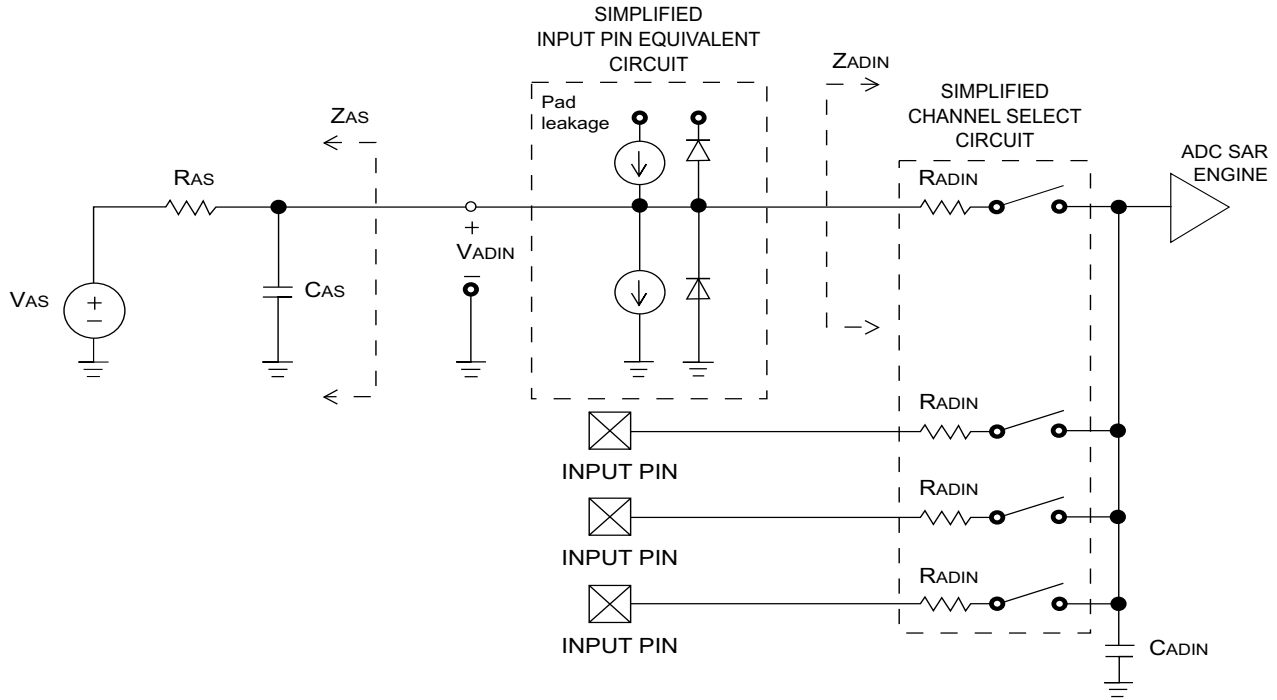 SIMPLIFIED
INPUT PIN EQUIVALENT
CIRCUIT
ZADIN
Pad
leakage
SIMPLIFIED
CHANNEL SELECT
CIRCUIT
ZAS
ADC SAR
ENGINE
RAS
RADIN
+
VADIN
–
CAS
VAS
+
–
RADIN
INPUT PIN
RADIN
INPUT PIN
RADIN
INPUT PIN
CADIN